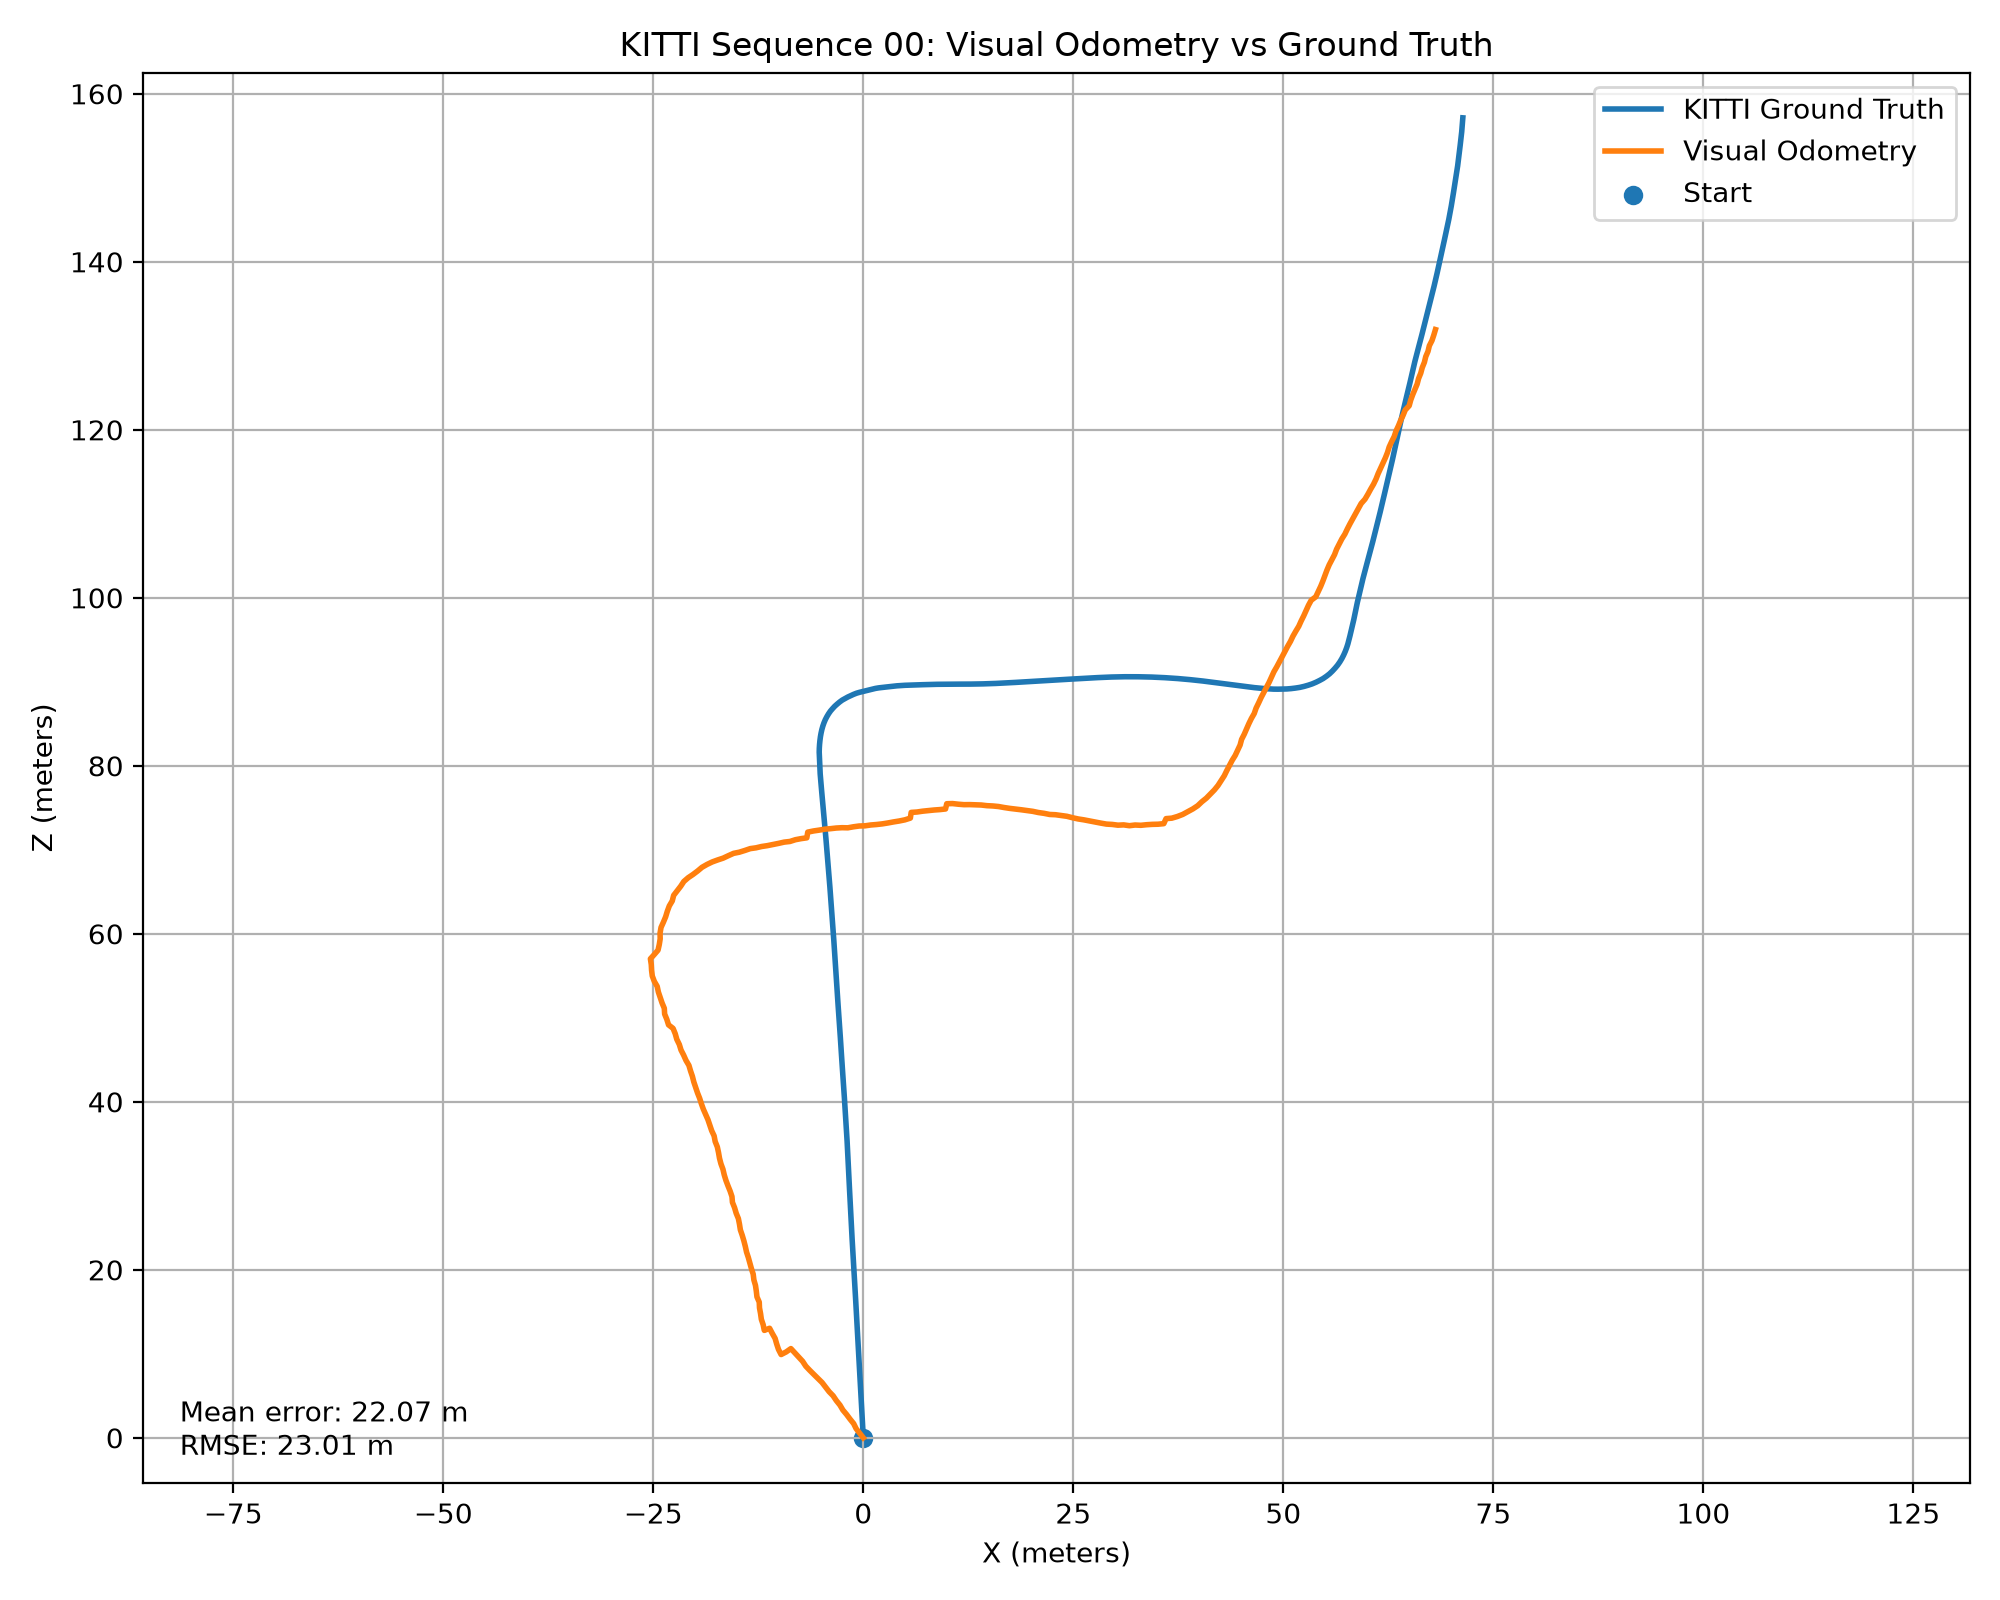 KITTI Sequence 00: Visual Odometry vs Ground Truth
KITTI Ground Truth
Visual Odometry
Start
160
140
120
100
80
60
40
20
0
Z (meters)
Mean error: 22.07 m
RMSE: 23.01 m
−75 −50 −25 0 25 50 75 100 125
X (meters)